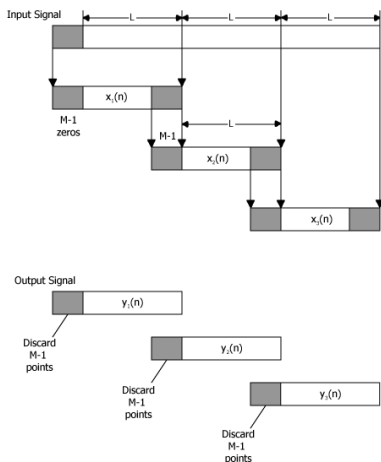 L L L
Input Signal
x₁(n)
M-1
zeros
M-1
L
x₂(n)
x₃(n)
Output Signal
y₁(n)
Discard
M-1
points
y₂(n)
Discard
M-1
points
y₃(n)
Discard
M-1
points